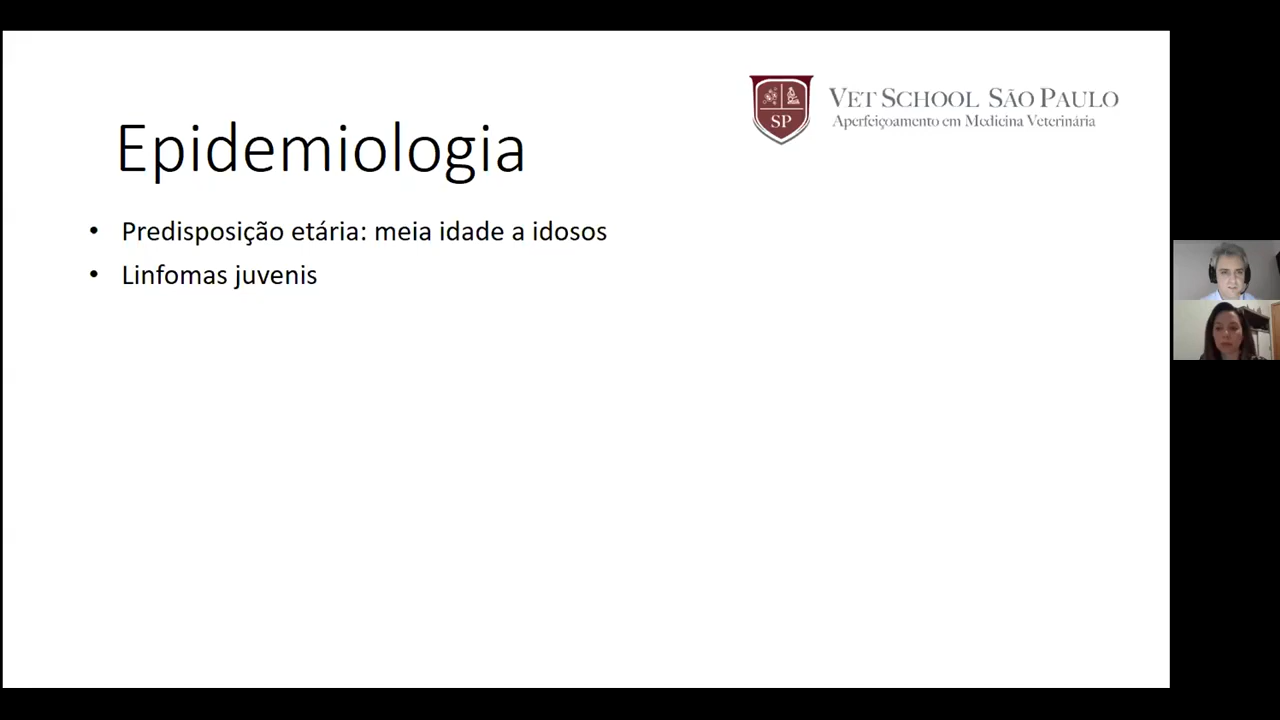 VET SCHOOL SÃO PAULO
SP
Aperfeiçoamento em Medicina Veterinária
Epidemiologia
• Predisposição etária: meia idade a idosos
• Linfomas juvenis